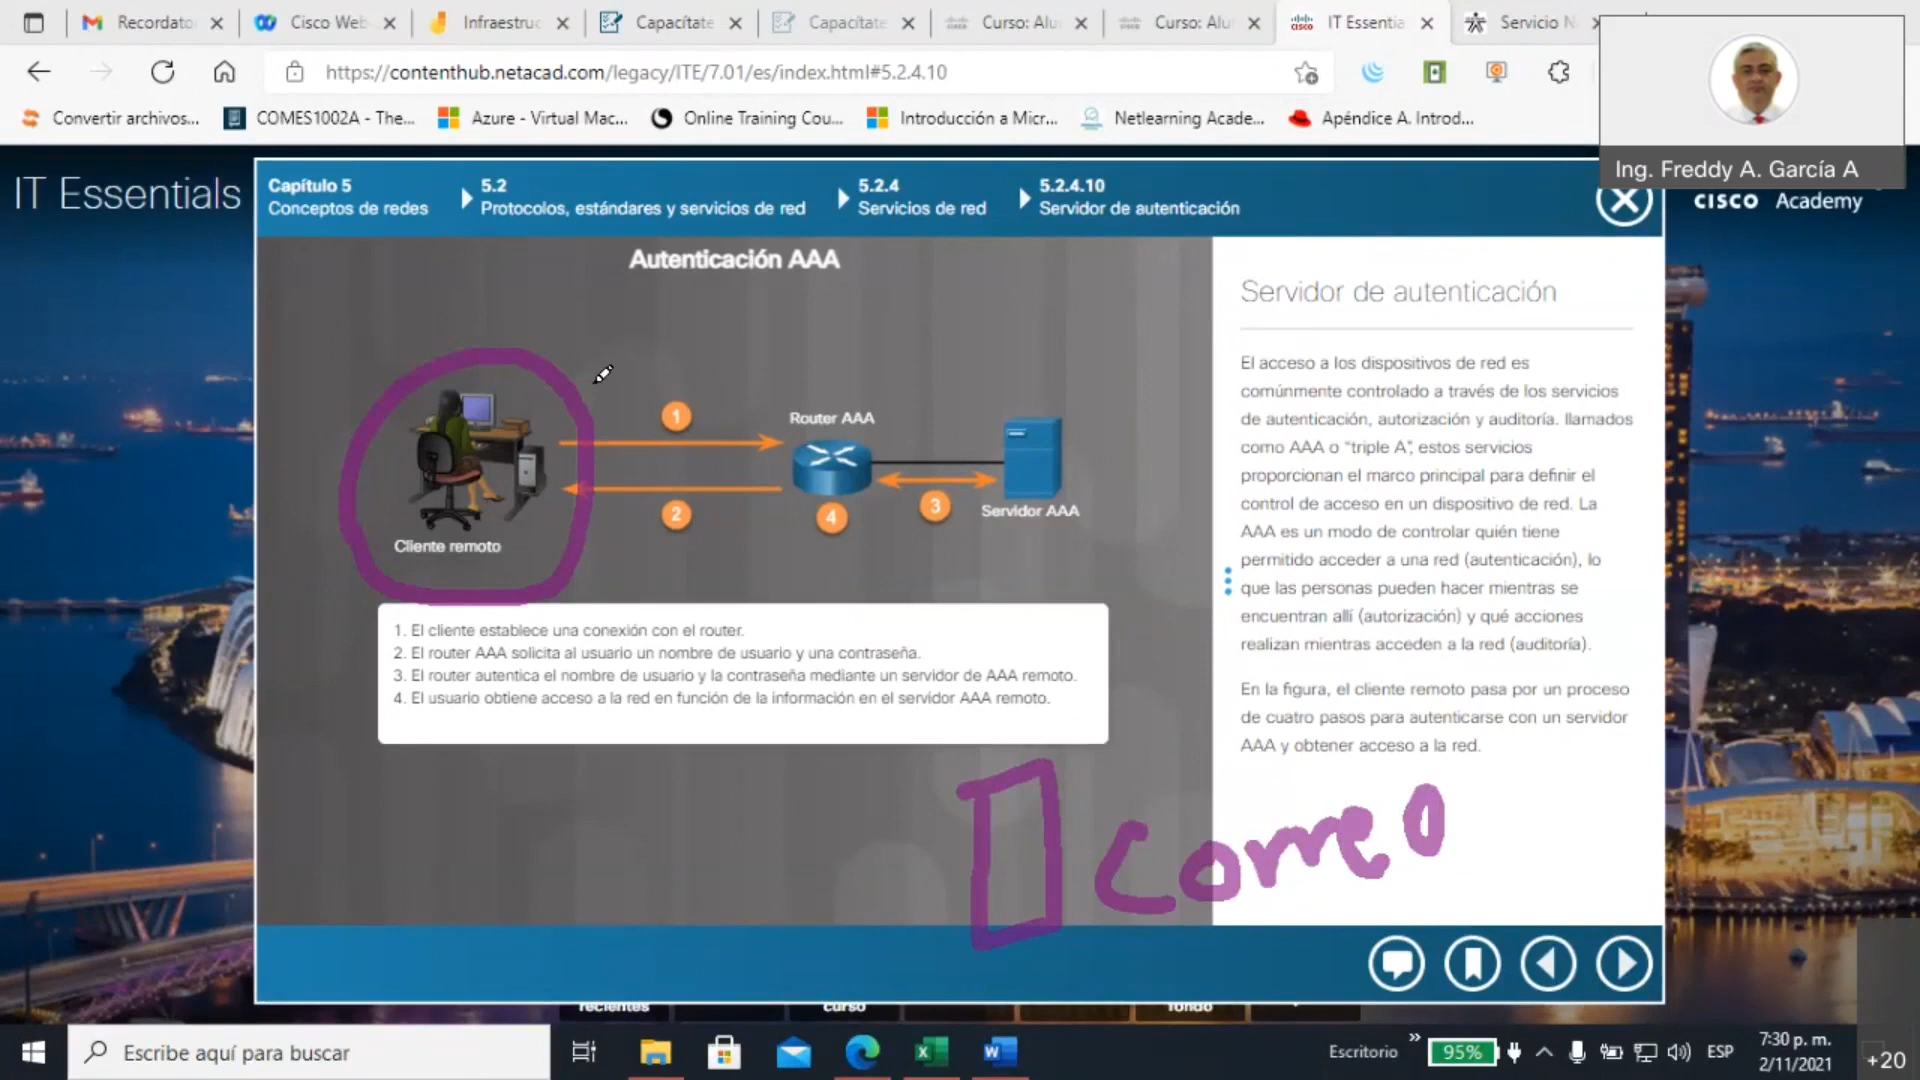 Recordato
Cisco Web
Infraestruc
Capacítate
Capacítate
Curso: Alu
Curso: Alu
IT Essentia
Servicio N
https://contenthub.netacad.com/legacy/ITE/7.01/es/index.html#5.2.4.10
Convertir archivos...
COMES1002A - The...
Azure - Virtual Mac...
Online Training Cou...
Introducción a Micr...
Netlearning Acade...
Apéndice A. Introd...
Ing. Freddy A. García A
IT Essentials
Capítulo 5
Conceptos de redes
5.2
Protocolos, estándares y servicios de red
5.2.4
Servicios de red
5.2.4.10
Servidor de autenticación
CISCO Academy
Autenticación AAA
1
Router AAA
2
4
3
Servidor AAA
Cliente remoto
1. El cliente establece una conexión con el router.
2. El router AAA solicita al usuario un nombre de usuario y una contraseña.
3. El router autentica el nombre de usuario y la contraseña mediante un servidor de AAA remoto.
4. El usuario obtiene acceso a la red en función de la información en el servidor AAA remoto.
Servidor de autenticación
El acceso a los dispositivos de red es
comúnmente controlado a través de los servicios
de autenticación, autorización y auditoría. llamados
como AAA o “triple A”, estos servicios
proporcionan el marco principal para definir el
control de acceso en un dispositivo de red. La
AAA es un modo de controlar quién tiene
permitido acceder a una red (autenticación), lo
que las personas pueden hacer mientras se
encuentran allí (autorización) y qué acciones
realizan mientras acceden a la red (auditoría).
En la figura, el cliente remoto pasa por un proceso
de cuatro pasos para autenticarse con un servidor
AAA y obtener acceso a la red.
correo
recientes
curso
fondo
Escribe aquí para buscar
Escritorio
95%
ESP
7:30 p. m.
2/11/2021
+20